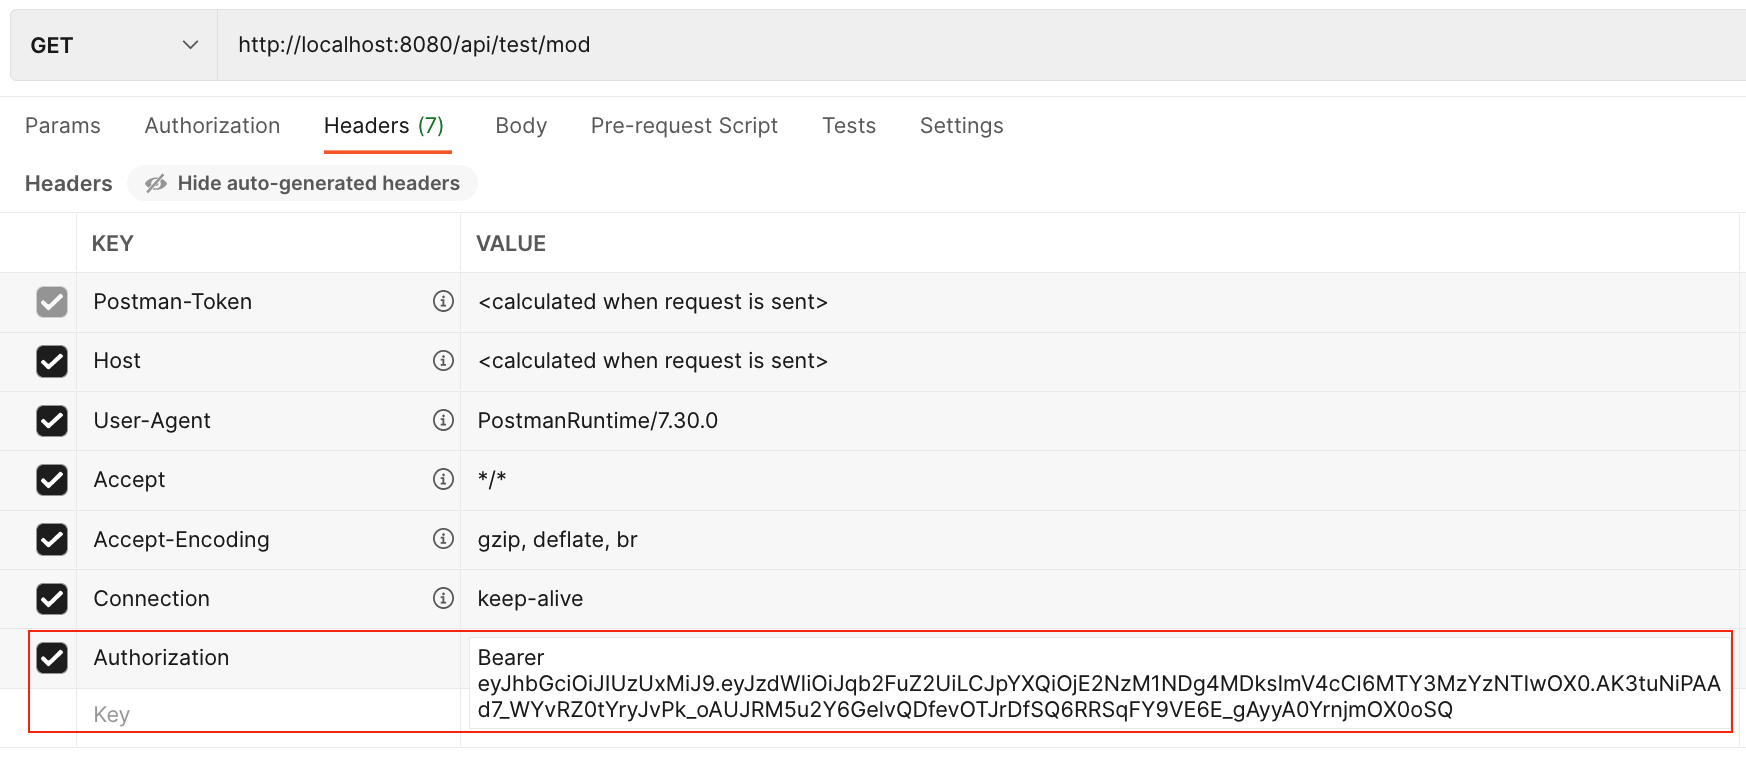 GET http://localhost:8080/api/test/mod
Params Authorization Headers (7) Body Pre-request Script Tests Settings
Headers Hide auto-generated headers
KEY VALUE
Postman-Token <calculated when request is sent>
Host <calculated when request is sent>
User-Agent PostmanRuntime/7.30.0
Accept */*
Accept-Encoding gzip, deflate, br
Connection keep-alive
Authorization Bearer
eyJhbGciOiJIUzUxMiJ9.eyJzdWIiOiJqb2FuZ2UiLCJpYXQiOjE2NzM1NDg4MDksImV4cCI6MTY3MzYzNTIwOX0.AK3tuNiPAA
d7_WYvRZ0tYryJvPk_oAUJRM5u2Y6GelvQDfevOTJrDfSQ6RRSqFY9VE6E_gAyyA0YrnjmOX0oSQ
Key